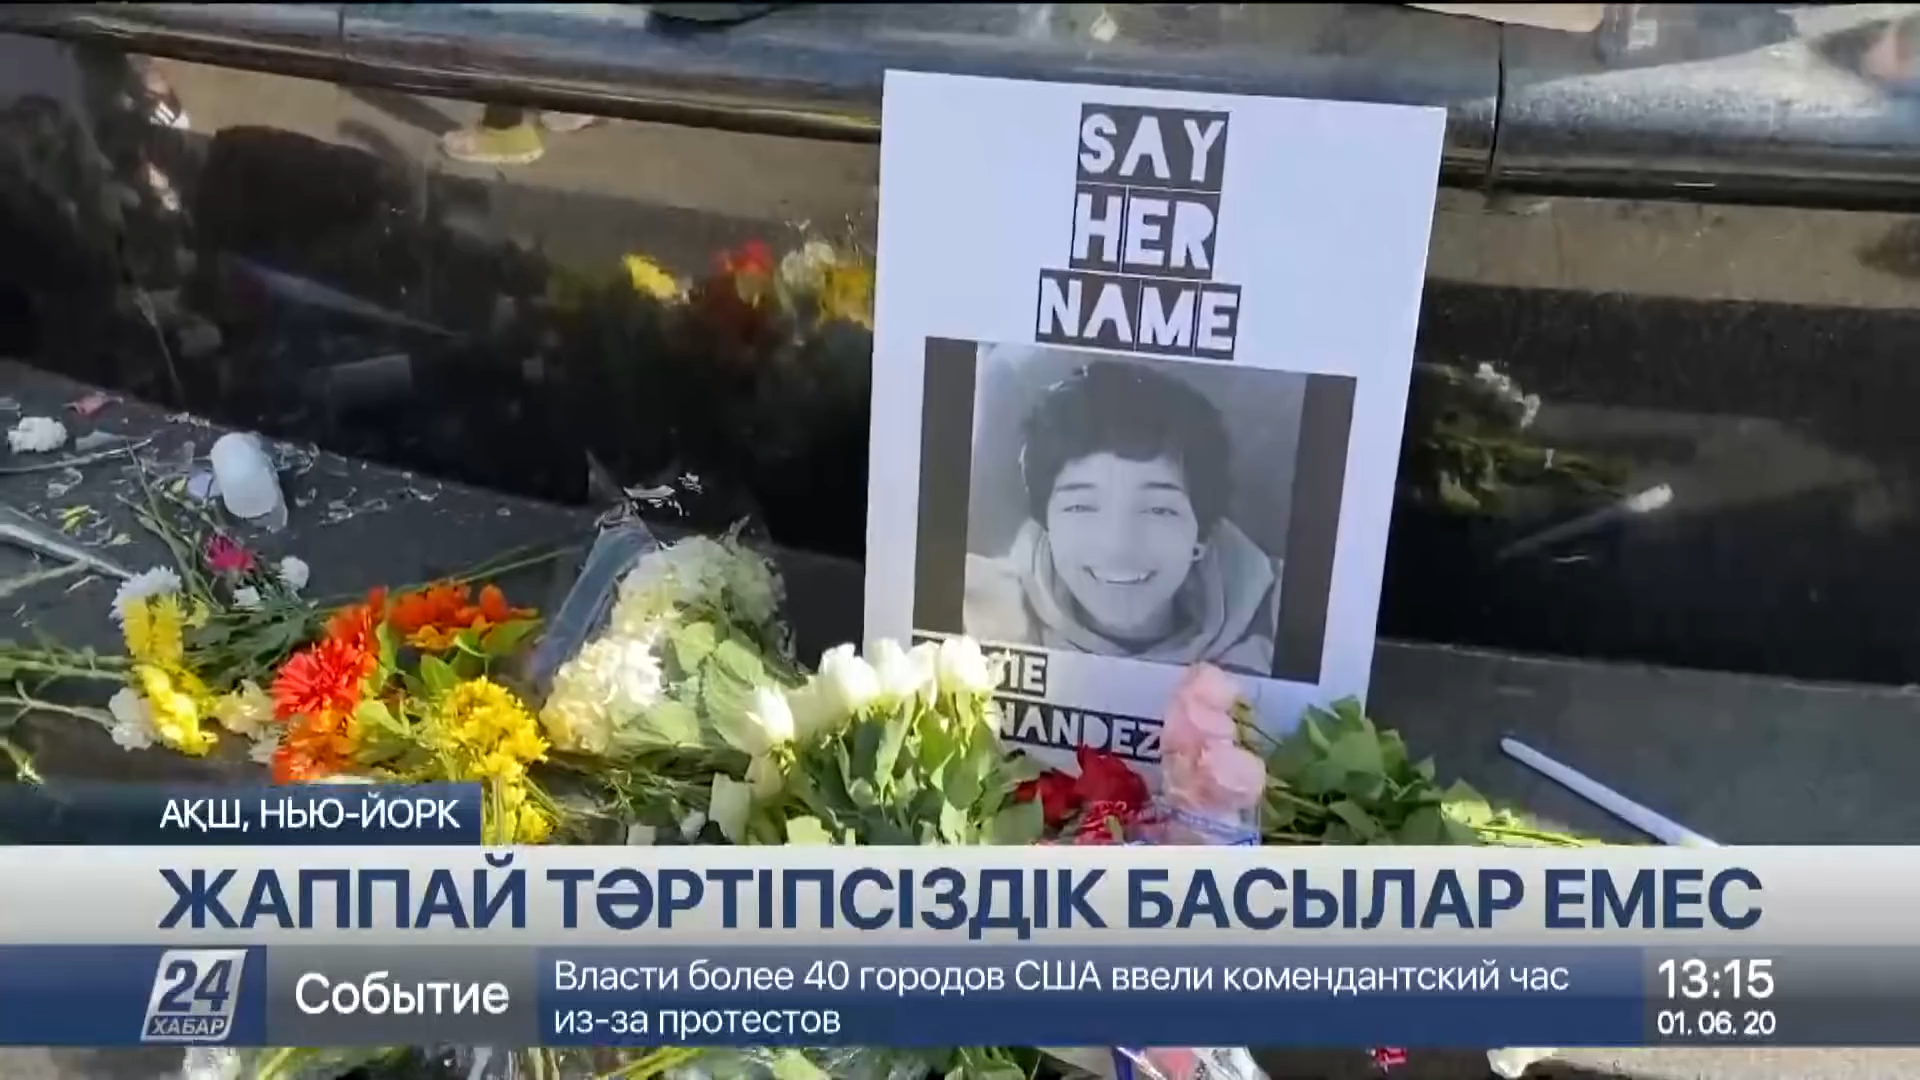 SAY
HER
NAME
NANDEZ
АҚШ, НЬЮ-ЙОРК
ЖАППАЙ ТӘРТІПСІЗДІК БАСЫЛАР ЕМЕС
24
ХАБАР
Событие
Власти более 40 городов США ввели комендантский час
из-за протестов
13:15
01.06.20